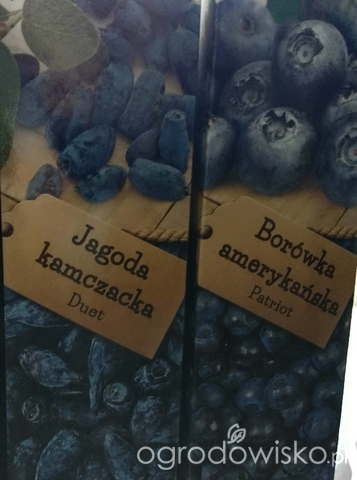 Jagoda
kamczacka
Duet
Borówka
amerykańska
Patriot
ogrodowisko.pl